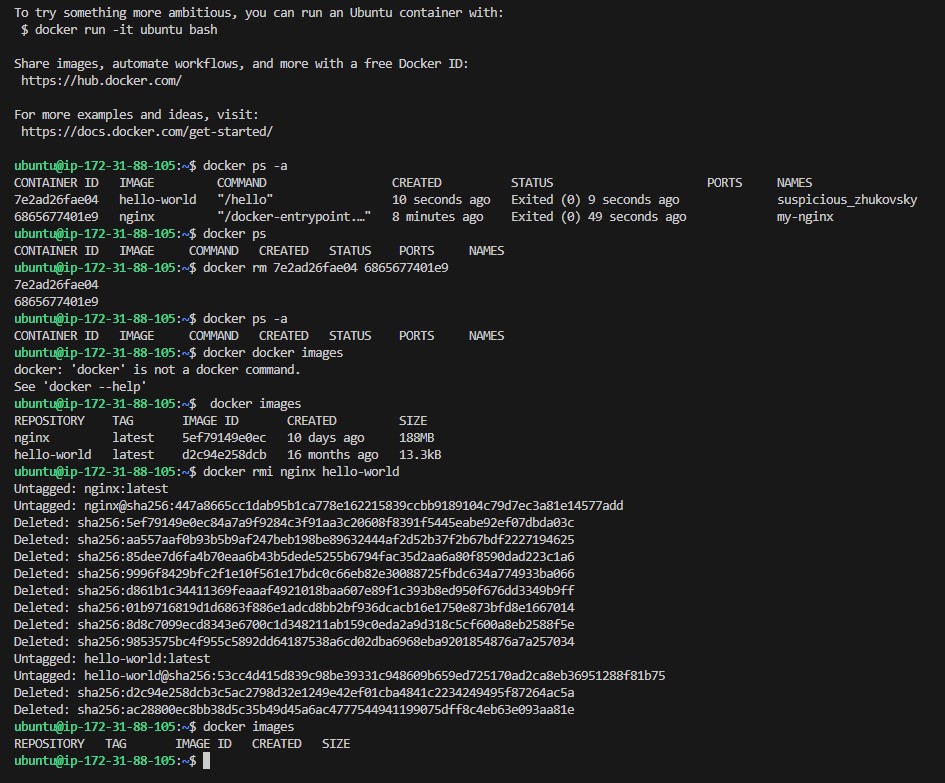 To try something more ambitious, you can run an Ubuntu container with:
 $ docker run -it ubuntu bash

Share images, automate workflows, and more with a free Docker ID:
 https://hub.docker.com/

For more examples and ideas, visit:
 https://docs.docker.com/get-started/

ubuntu@ip-172-31-88-105:~$ docker ps -a
CONTAINER ID   IMAGE         COMMAND                  CREATED          STATUS                      PORTS     NAMES
7e2ad26fae04   hello-world   "/hello"                 10 seconds ago   Exited (0) 9 seconds ago              suspicious_zhukovsky
6865677401e9   nginx         "/docker-entrypoint.…"   8 minutes ago    Exited (0) 49 seconds ago             my-nginx
ubuntu@ip-172-31-88-105:~$ docker ps
CONTAINER ID   IMAGE     COMMAND   CREATED   STATUS    PORTS     NAMES
ubuntu@ip-172-31-88-105:~$ docker rm 7e2ad26fae04 6865677401e9
7e2ad26fae04
6865677401e9
ubuntu@ip-172-31-88-105:~$ docker ps -a
CONTAINER ID   IMAGE     COMMAND   CREATED   STATUS    PORTS     NAMES
ubuntu@ip-172-31-88-105:~$ docker docker images
docker: 'docker' is not a docker command.
See 'docker --help'
ubuntu@ip-172-31-88-105:~$  docker images
REPOSITORY    TAG       IMAGE ID       CREATED         SIZE
nginx         latest    5ef79149e0ec   10 days ago     188MB
hello-world   latest    d2c94e258dcb   16 months ago   13.3kB
ubuntu@ip-172-31-88-105:~$ docker rmi nginx hello-world
Untagged: nginx:latest
Untagged: nginx@sha256:447a8665cc1dab95b1ca778e162215839ccbb9189104c79d7ec3a81e14577add
Deleted: sha256:5ef79149e0ec84a7a9f9284c3f91aa3c20608f8391f5445eabe92ef07dbda03c
Deleted: sha256:aa557aaf0b93b5b9af247beb198be89632444af2d52b37f2b67bdf2227194625
Deleted: sha256:85dee7d6fa4b70eaa6b43b5dede5255b6794fac35d2aa6a80f8590dad223c1a6
Deleted: sha256:9996f8429bfc2f1e10f561e17bdc0c66eb82e30088725fbdc634a774933ba066
Deleted: sha256:d861b1c34411369feaaaf4921018baa607e89f1c393b8ed950f676dd3349b9ff
Deleted: sha256:01b9716819d1d6863f886e1adcd8bb2bf936dcacb16e1750e873bfd8e1667014
Deleted: sha256:8d8c7099ecd8343e6700c1d348211ab159c0eda2a9d318c5cf600a8eb2588f5e
Deleted: sha256:9853575bc4f955c5892dd64187538a6cd02dba6968eba9201854876a7a257034
Untagged: hello-world:latest
Untagged: hello-world@sha256:53cc4d415d839c98be39331c948609b659ed725170ad2ca8eb36951288f81b75
Deleted: sha256:d2c94e258dcb3c5ac2798d32e1249e42ef01cba4841c2234249495f87264ac5a
Deleted: sha256:ac28800ec8bb38d5c35b49d45a6ac4777544941199075dff8c4eb63e093aa81e
ubuntu@ip-172-31-88-105:~$ docker images
REPOSITORY   TAG       IMAGE ID   CREATED   SIZE
ubuntu@ip-172-31-88-105:~$